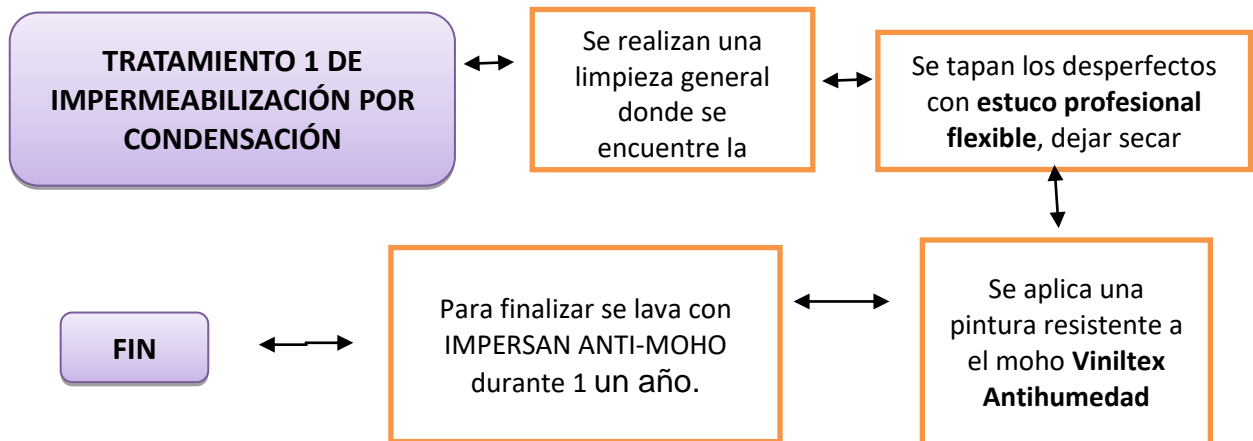 TRATAMIENTO 1 DE
IMPERMEABILIZACIÓN POR
CONDENSACIÓN
Se realizan una
limpieza general
donde se
encuentre la
Se tapan los desperfectos
con estuco profesional
flexible, dejar secar
Se aplica una
pintura resistente a
el moho Viniltex
Antihumedad
Para finalizar se lava con
IMPERSAN ANTI-MOHO
durante 1 un año.
FIN